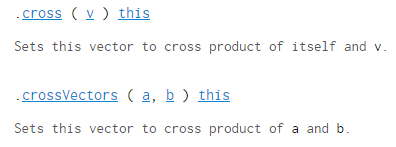 .cross ( v ) this
Sets this vector to cross product of itself and v.
.crossVectors ( a, b ) this
Sets this vector to cross product of a and b.